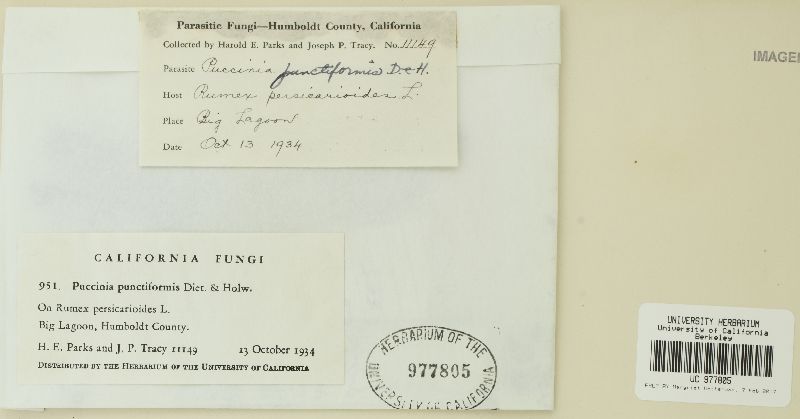 Parasitic Fungi—Humboldt County, California
Collected by Harold E. Parks and Joseph P. Tracy. No. 11149
Parasite Puccinia punctiformis D. & H.
Host Rumex persicarioides L.
Place Big Lagoon
Date Oct 13 1934
IMAGED
CALIFORNIA FUNGI
951. Puccinia punctiformis Diet. & Holw.
On Rumex persicarioides L.
Big Lagoon, Humboldt County.
H. E. Parks and J. P. Tracy 11149 13 October 1934
Distributed by the Herbarium of the University of California
HERBARIUM OF THE
977805
UNIVERSITY OF CALIFORNIA
UNIVERSITY HERBARIUM
University of California
Berkeley
UC 977805